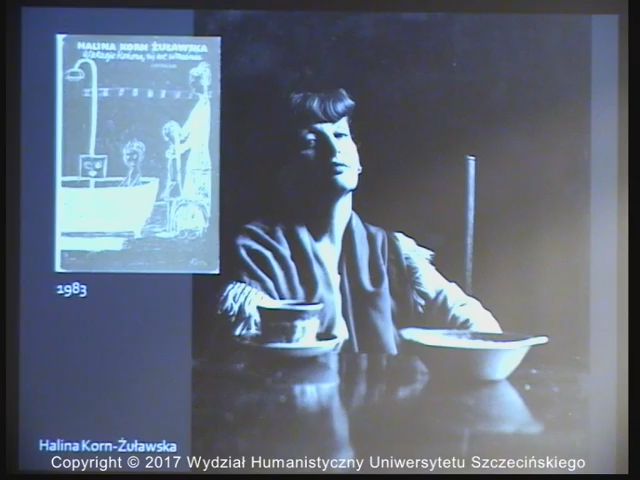 HALINA KORN ŻUŁAWSKA
1983
Halina Korn-Żuławska
Copyright © 2017 Wydział Humanistyczny Uniwersytetu Szczecińskiego